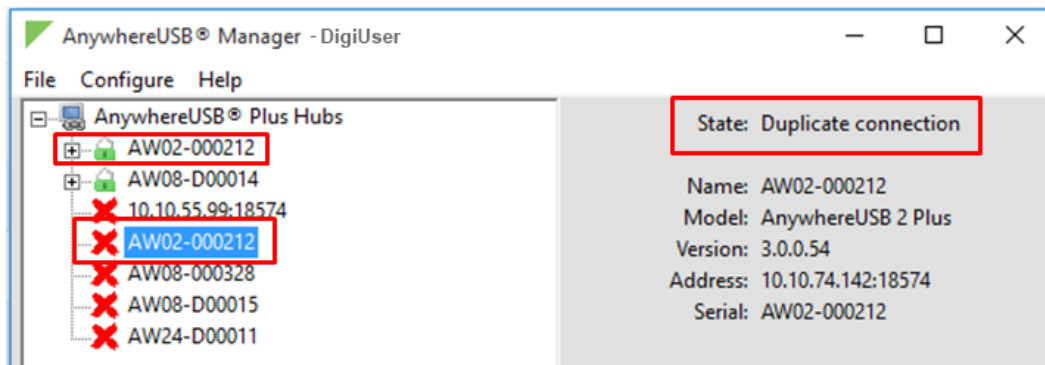 AnywhereUSB® Manager - DigiUser
File Configure Help
AnywhereUSB® Plus Hubs
AW02-000212
AW08-D00014
10.10.55.99:18574
AW02-000212
AW08-000328
AW08-D00015
AW24-D00011
State: Duplicate connection
Name: AW02-000212
Model: AnywhereUSB 2 Plus
Version: 3.0.0.54
Address: 10.10.74.142:18574
Serial: AW02-000212